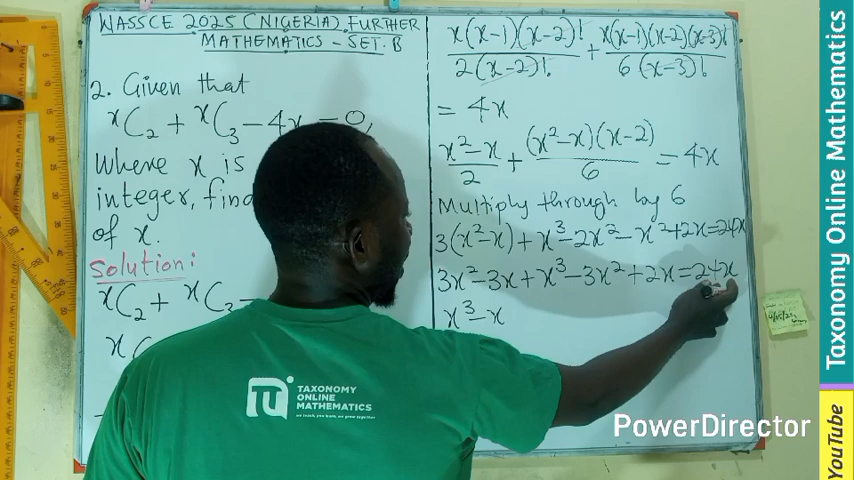 WASSCE 2025 (NIGERIA) FURTHER
MATHEMATICS - SET. B
2. Given that
xC₂ + xC₃ - 4x = 0,
Where x is
integer, find
of x.
Solution:
xC₂ + xC₃ -
x(x-1)(x-2)!/2(x-2)! + x(x-1)(x-2)(x-3)!/6(x-3)!
= 4x
x²-x/2 + (x²-x)(x-2)/6 = 4x
Multiply through by 6
3(x²-x) + x³-2x²-x²+2x=24x
3x²-3x+x³-3x²+2x=24x
x³-x
TAXONOMY
ONLINE
MATHEMATICS
PowerDirector
Taxonomy Online Mathematics
YouTube